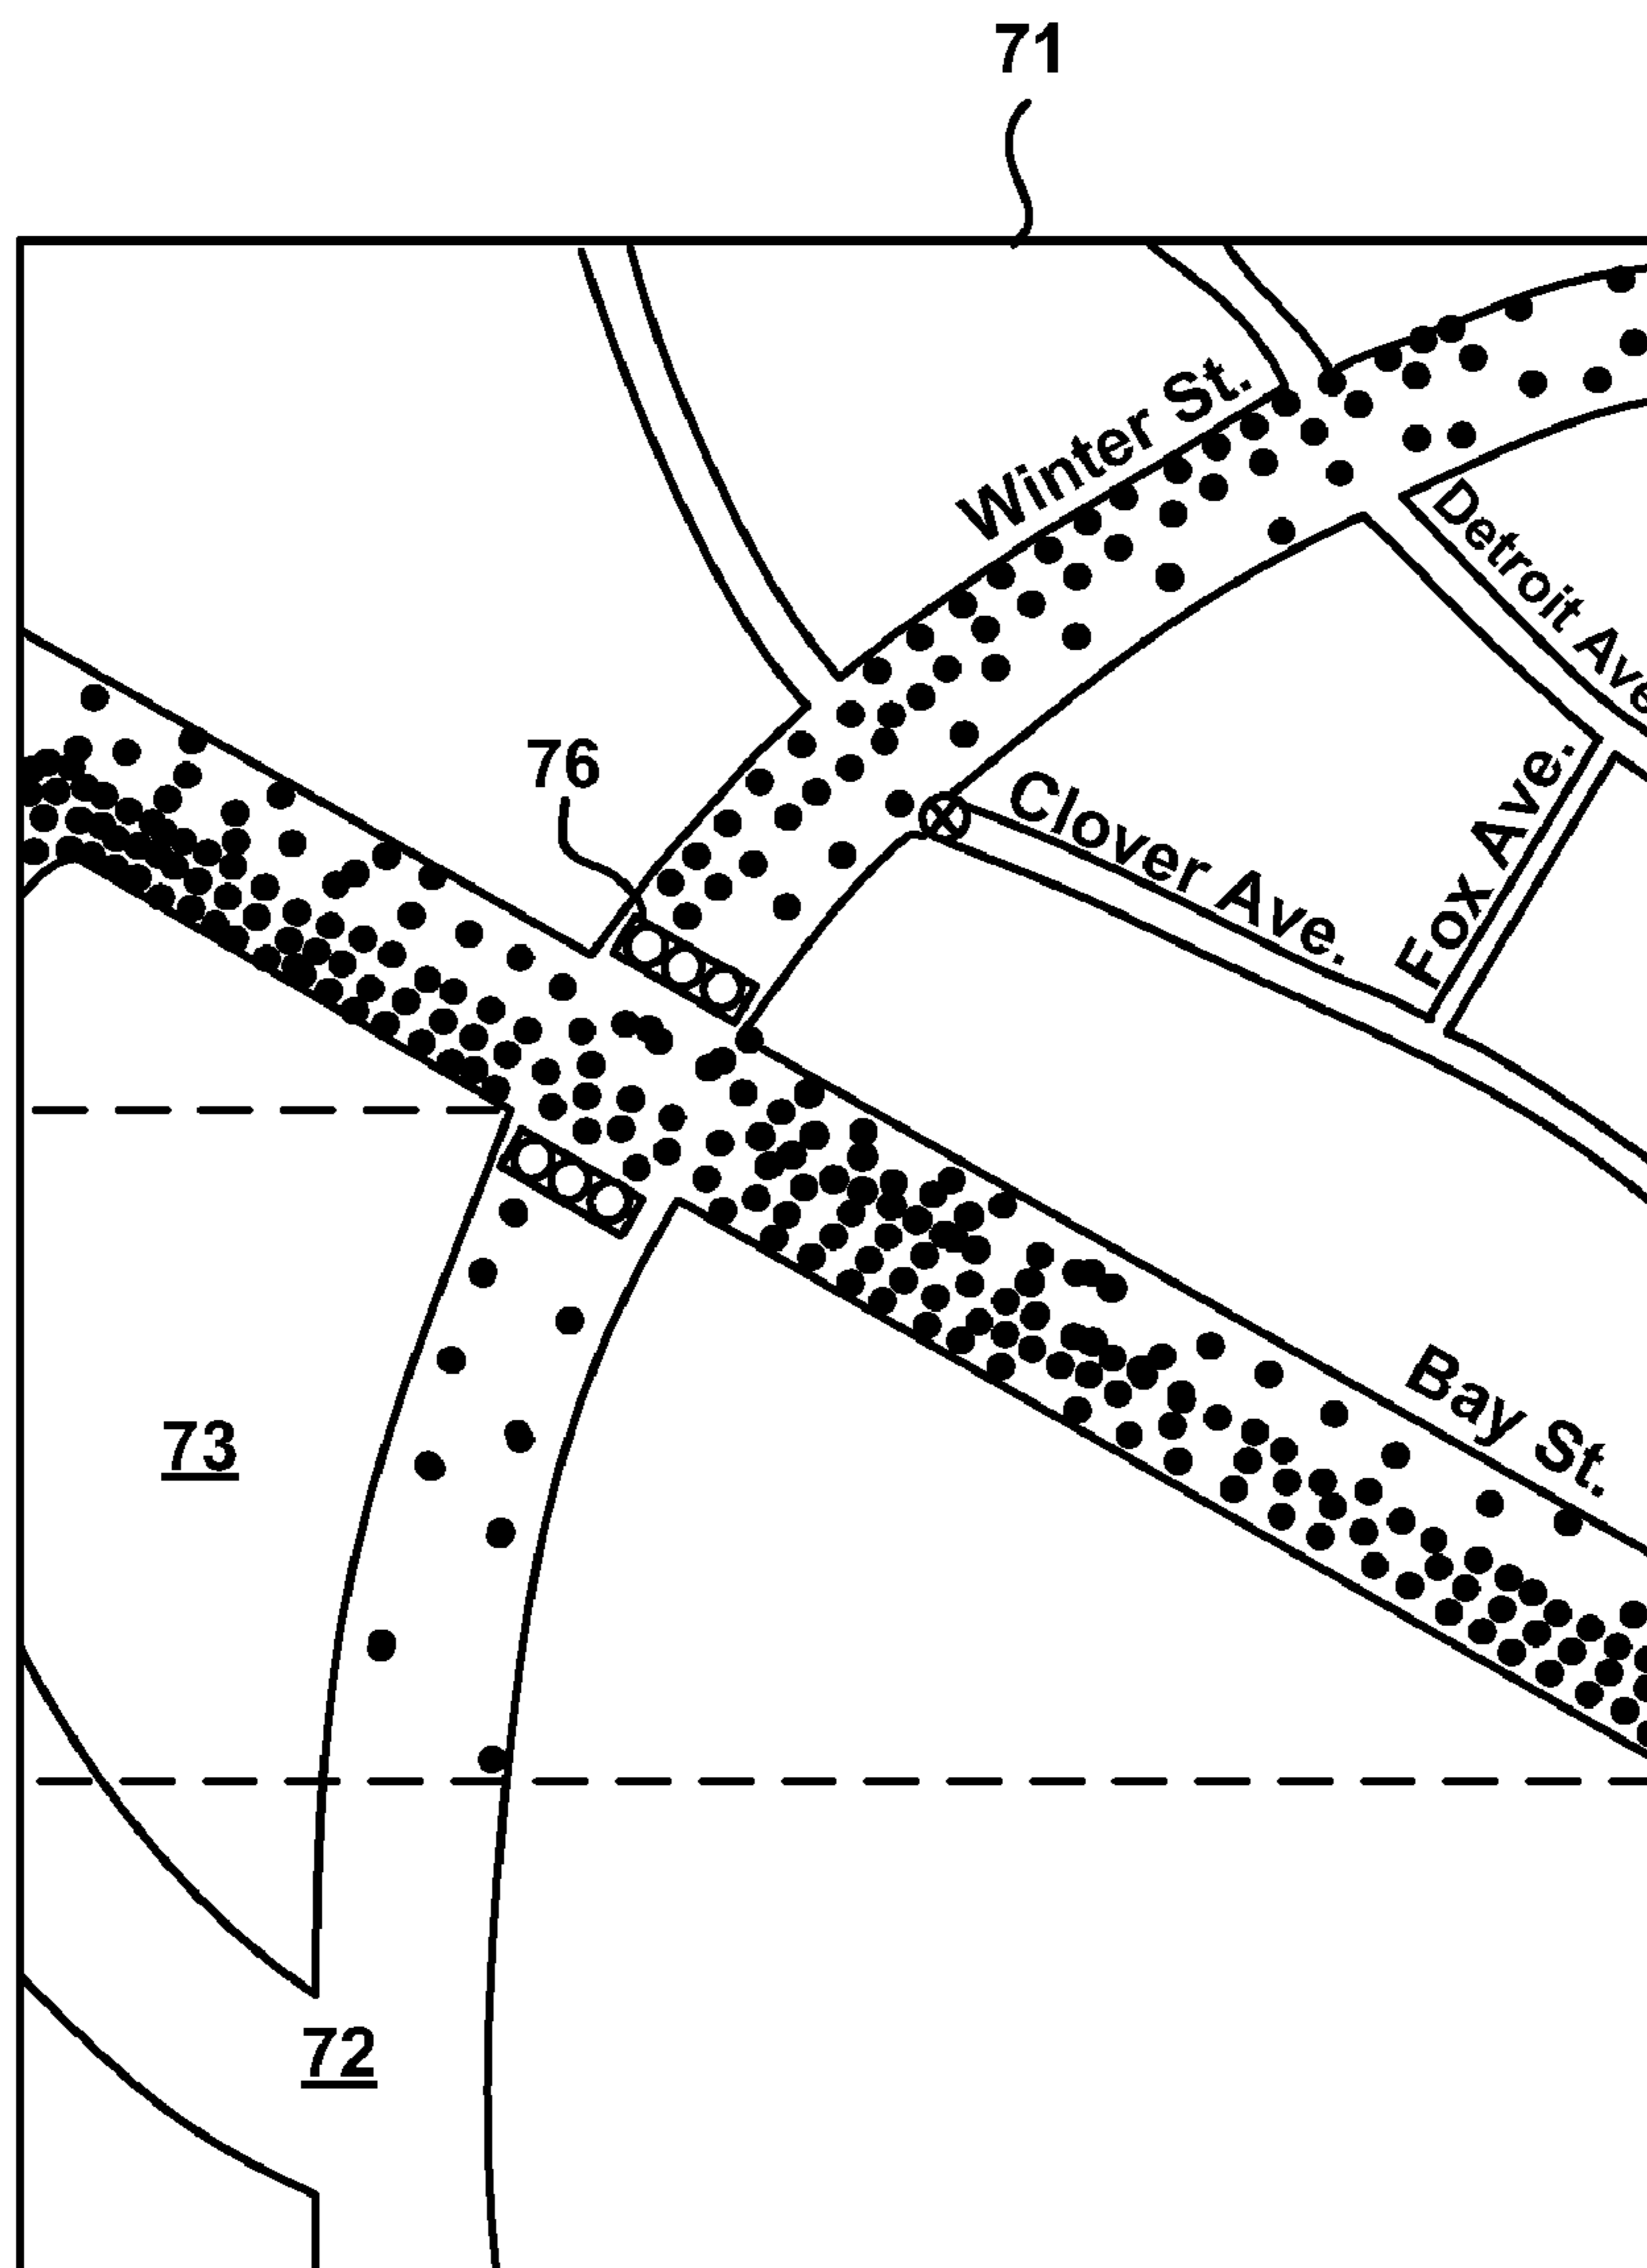 71
Winter St.
Detroit Ave
76
Clover Ave.
Fox Ave.
Bay St.
73
72